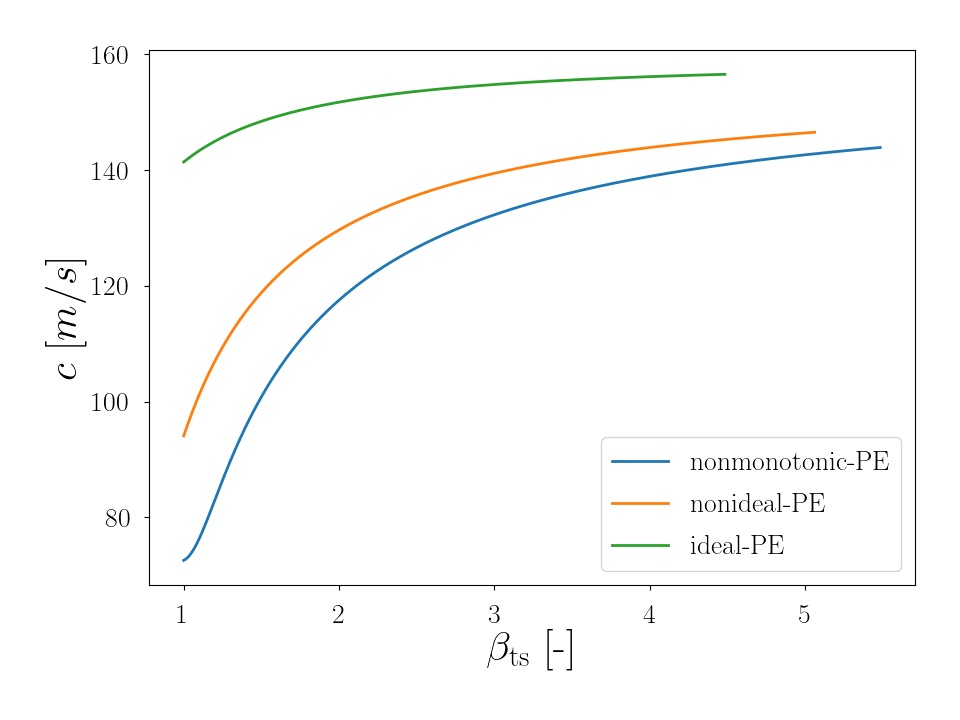 160
140
120
100
80
c [m/s]
1 2 3 4 5
β_ts [-]
nonmonotonic-PE
nonideal-PE
ideal-PE